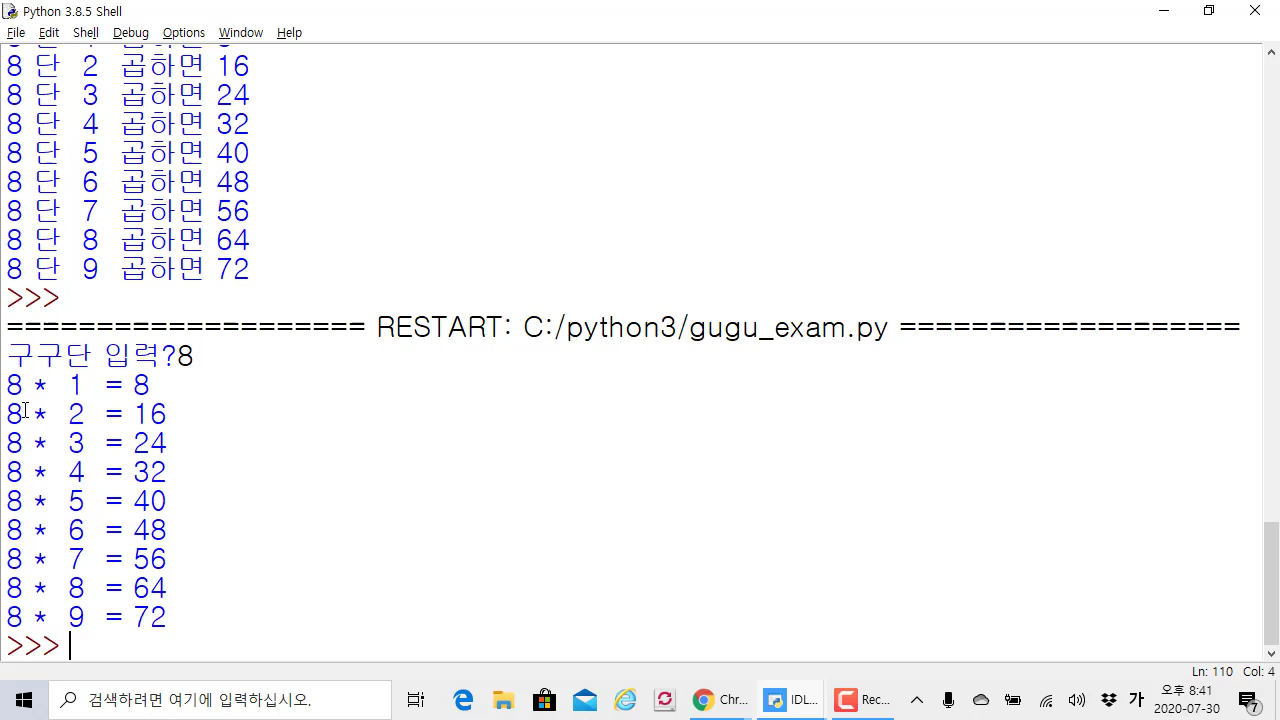 Python 3.8.5 Shell
File Edit Shell Debug Options Window Help
8 단 2 곱하면 16
8 단 3 곱하면 24
8 단 4 곱하면 32
8 단 5 곱하면 40
8 단 6 곱하면 48
8 단 7 곱하면 56
8 단 8 곱하면 64
8 단 9 곱하면 72
>>>
===================== RESTART: C:/python3/gugu_exam.py ====================
구구단 입력?8
8 * 1 = 8
8 * 2 = 16
8 * 3 = 24
8 * 4 = 32
8 * 5 = 40
8 * 6 = 48
8 * 7 = 56
8 * 8 = 64
8 * 9 = 72
>>>
Ln: 110 Col: 4
검색하려면 여기에 입력하십시오.
Chr...
IDL...
Rec...
가
오후 8:41
2020-07-30
7